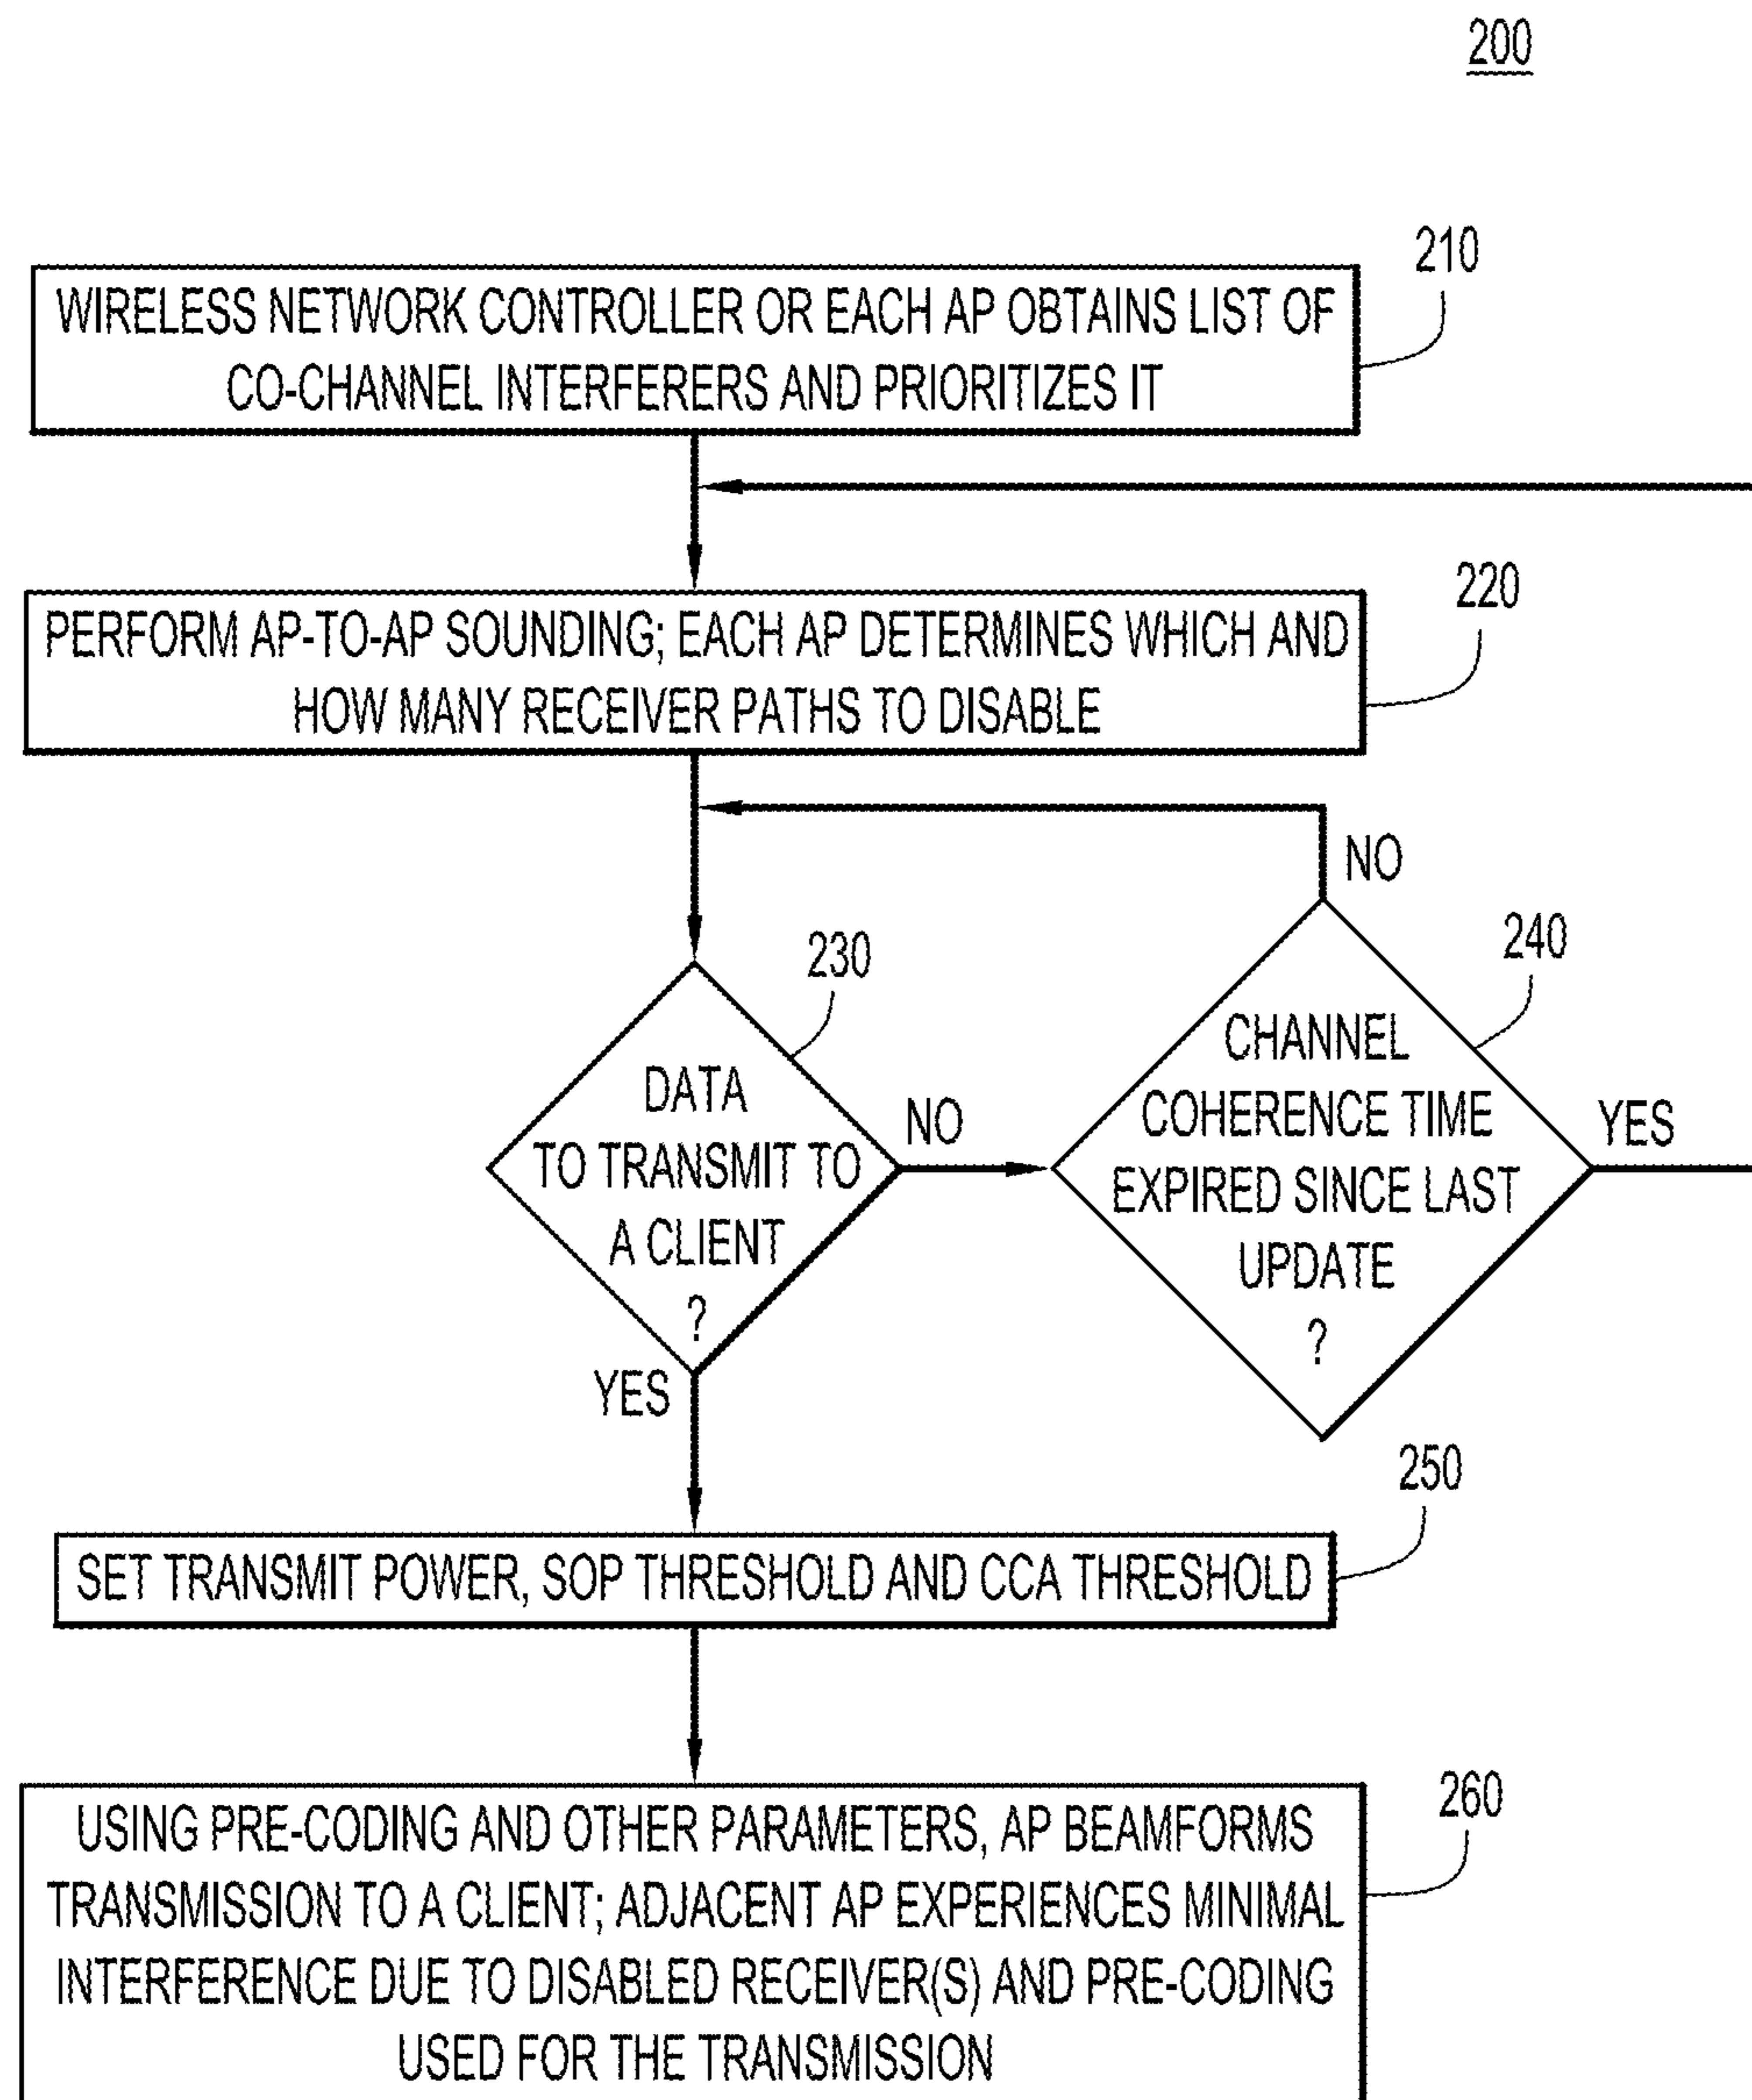 200
210
WIRELESS NETWORK CONTROLLER OR EACH AP OBTAINS LIST OF
CO-CHANNEL INTERFERERS AND PRIORITIZES IT
220
PERFORM AP-TO-AP SOUNDING; EACH AP DETERMINES WHICH AND
HOW MANY RECEIVER PATHS TO DISABLE
NO
230
240
DATA
TO TRANSMIT TO
A CLIENT
?
NO
CHANNEL
COHERENCE TIME
EXPIRED SINCE LAST
UPDATE
?
YES
YES
250
SET TRANSMIT POWER, SOP THRESHOLD AND CCA THRESHOLD
260
USING PRE-CODING AND OTHER PARAMETERS, AP BEAMFORMS
TRANSMISSION TO A CLIENT; ADJACENT AP EXPERIENCES MINIMAL
INTERFERENCE DUE TO DISABLED RECEIVER(S) AND PRE-CODING
USED FOR THE TRANSMISSION